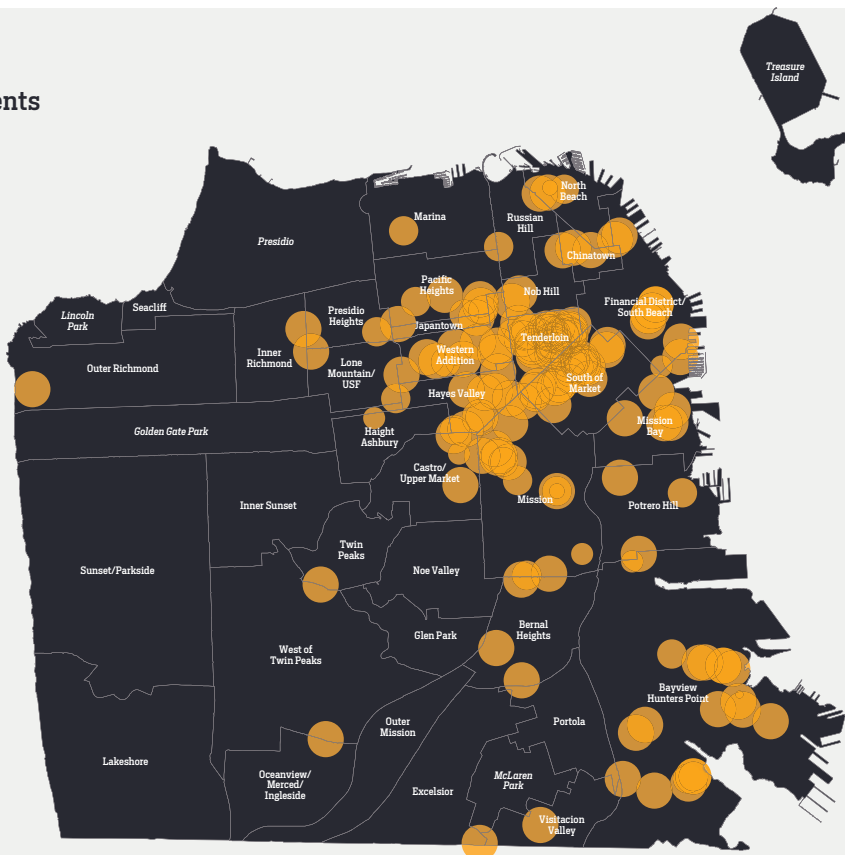 Treasure
Island
ents
North
Beach
Marina
Russian
Hill
Presidio
Chinatown
Pacific
Heights
Nob Hill
Seacliff
Lincoln
Park
Presidio
Heights
Financial District/
South Beach
Japantown
Tenderloin
Inner
Richmond
Western
Addition
Outer Richmond
Lone
Mountain/
USF
South of
Market
Hayes Valley
Golden Gate Park
Haight
Ashbury
Mission
Bay
Castro/
Upper Market
Inner Sunset
Mission
Potrero Hill
Twin
Peaks
Sunset/Parkside
Noe Valley
Glen Park
Bernal
Heights
West of
Twin Peaks
Bayview
Hunters Point
Outer
Mission
Portola
Lakeshore
Oceanview/
Merced/
Ingleside
Excelsior
McLaren
Park
Visitacion
Valley